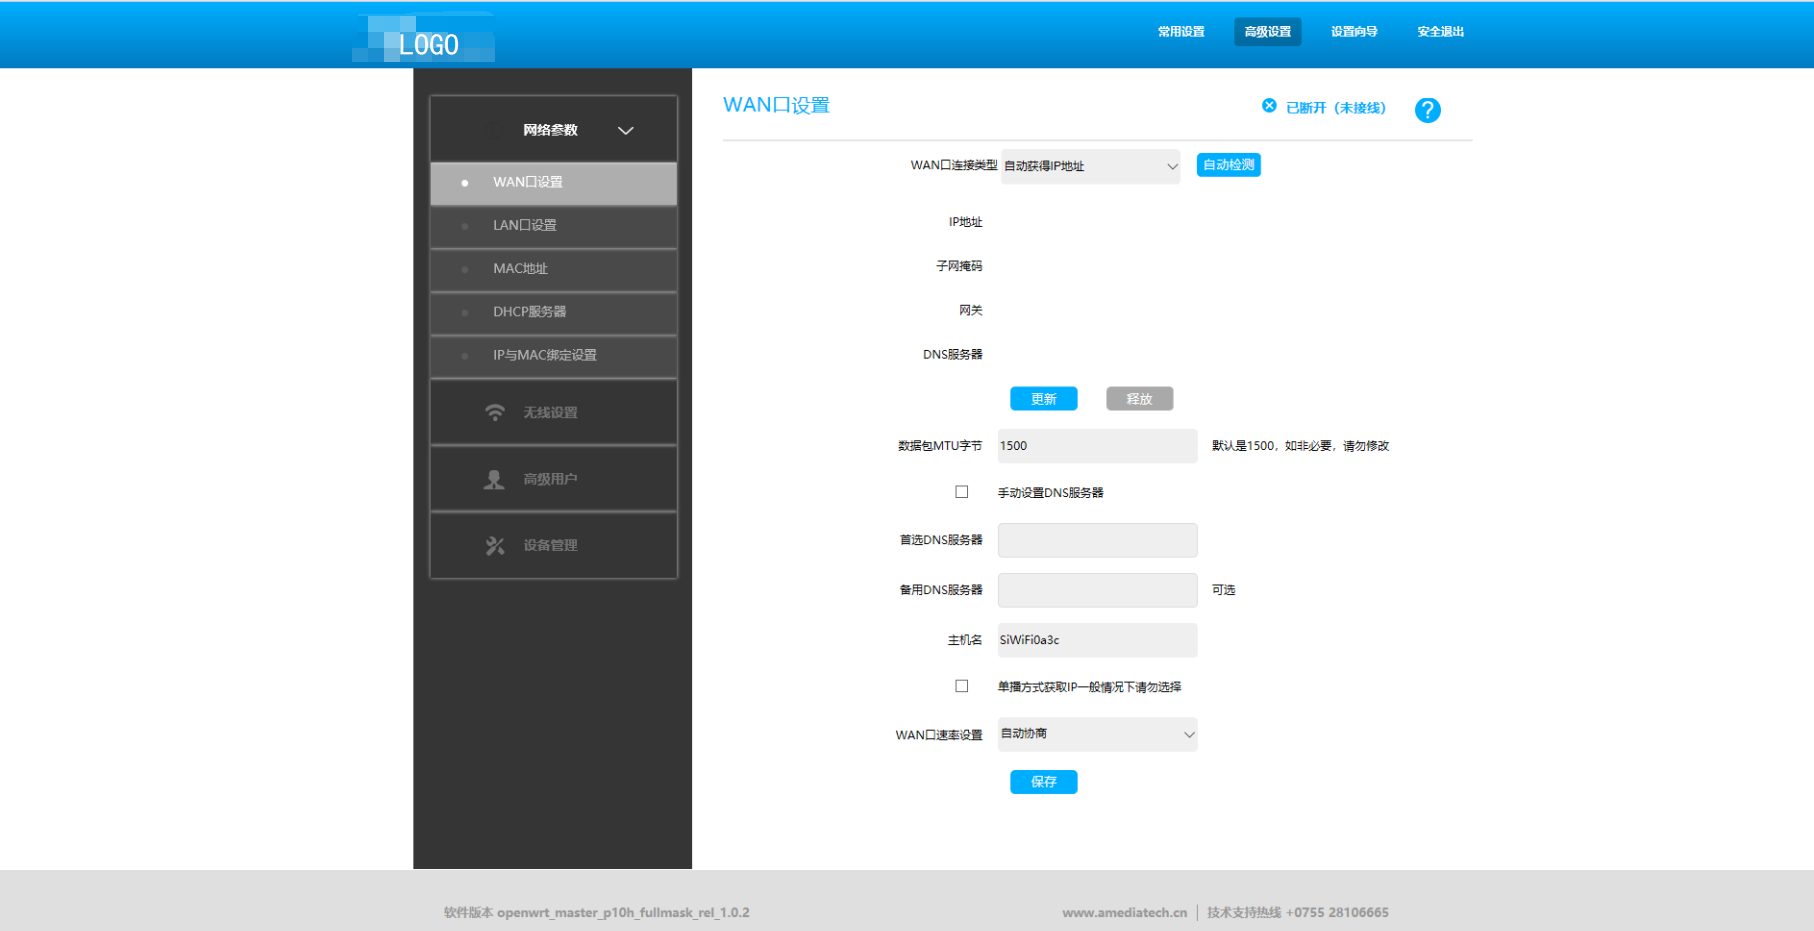 LOGO
常用设置
高级设置
设置向导
安全退出
网络参数
WAN口设置
LAN口设置
MAC地址
DHCP服务器
IP与MAC绑定设置
无线设置
高级用户
设备管理
WAN口设置
已断开（未接线）
?
WAN口连接类型 自动获得IP地址 自动检测
IP地址
子网掩码
网关
DNS服务器
更新 释放
数据包MTU字节 1500 默认是1500，如非必要，请勿修改
手动设置DNS服务器
首选DNS服务器
备用DNS服务器 可选
主机名 SiWiFi0a3c
单播方式获取IP一般情况下请勿选择
WAN口速率设置 自动协商
保存
软件版本 openwrt_master_p10h_fullmask_rel_1.0.2
www.amediatech.cn | 技术支持热线 +0755 28106665